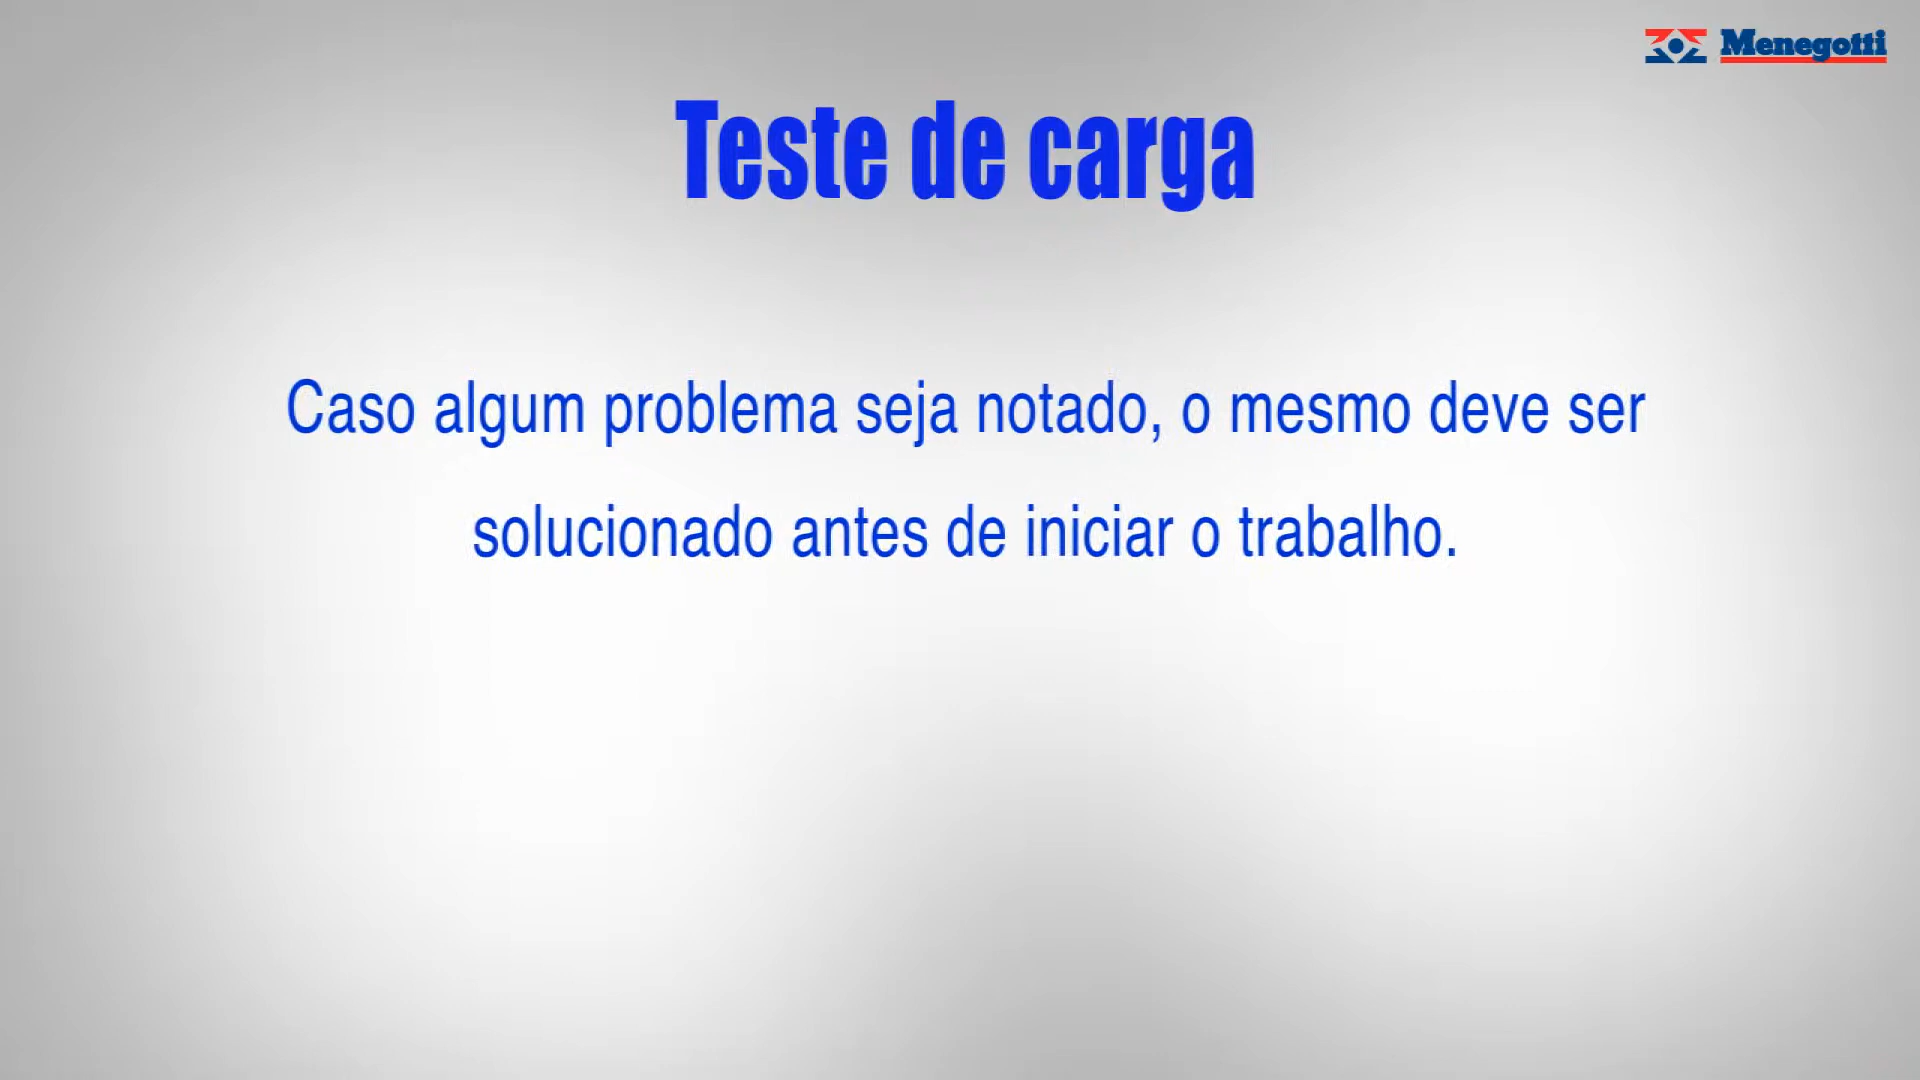 Menegotti
Teste de carga
Caso algum problema seja notado, o mesmo deve ser
solucionado antes de iniciar o trabalho.